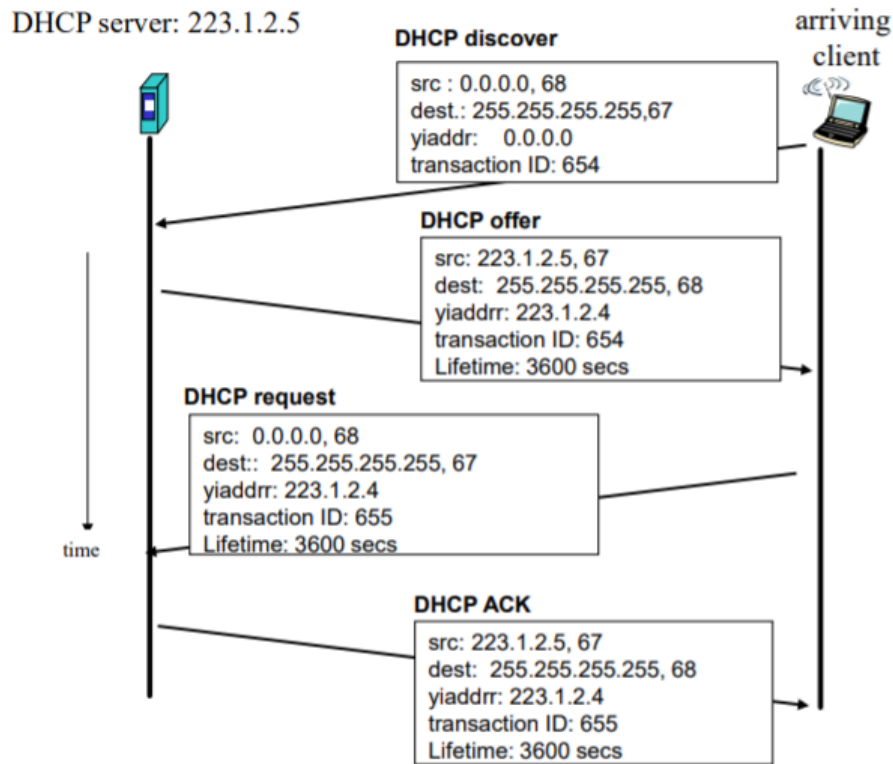 DHCP server: 223.1.2.5
arriving
client
DHCP discover
src : 0.0.0.0, 68
dest.: 255.255.255.255,67
yiaddr: 0.0.0.0
transaction ID: 654
DHCP offer
src: 223.1.2.5, 67
dest: 255.255.255.255, 68
yiaddrr: 223.1.2.4
transaction ID: 654
Lifetime: 3600 secs
DHCP request
src: 0.0.0.0, 68
dest:: 255.255.255.255, 67
yiaddrr: 223.1.2.4
transaction ID: 655
Lifetime: 3600 secs
time
DHCP ACK
src: 223.1.2.5, 67
dest: 255.255.255.255, 68
yiaddrr: 223.1.2.4
transaction ID: 655
Lifetime: 3600 secs